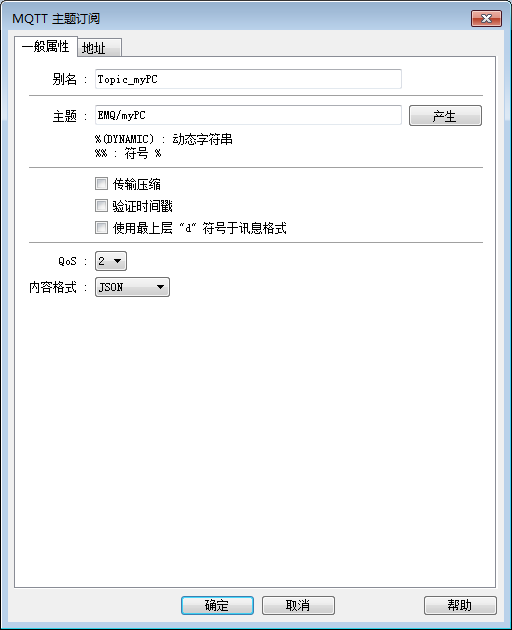 MQTT 主题订阅
一般属性 地址
别名 : Topic_myPC
主题 : EMQ/myPC 产生
%(DYNAMIC) : 动态字符串
%% : 符号 %
传输压缩
验证时间戳
使用最上层 "d" 符号于讯息格式
QoS : 2
内容格式 : JSON
确定 取消 帮助